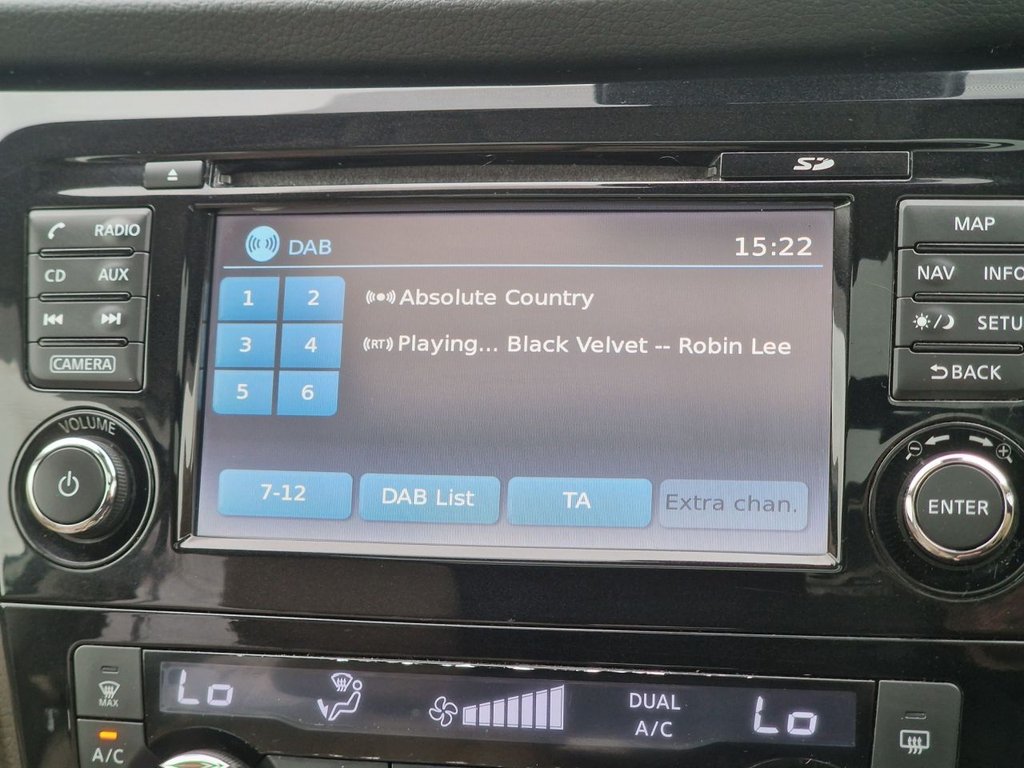 SD
RADIO
CD AUX
CAMERA
VOLUME
DAB
15:22
1 2
3 4
5 6
Absolute Country
(RT) Playing... Black Velvet -- Robin Lee
7-12
DAB List
TA
Extra chan.
MAP
NAV INFO
SETU
BACK
ENTER
MAX
A/C
Lo
DUAL
A/C
Lo